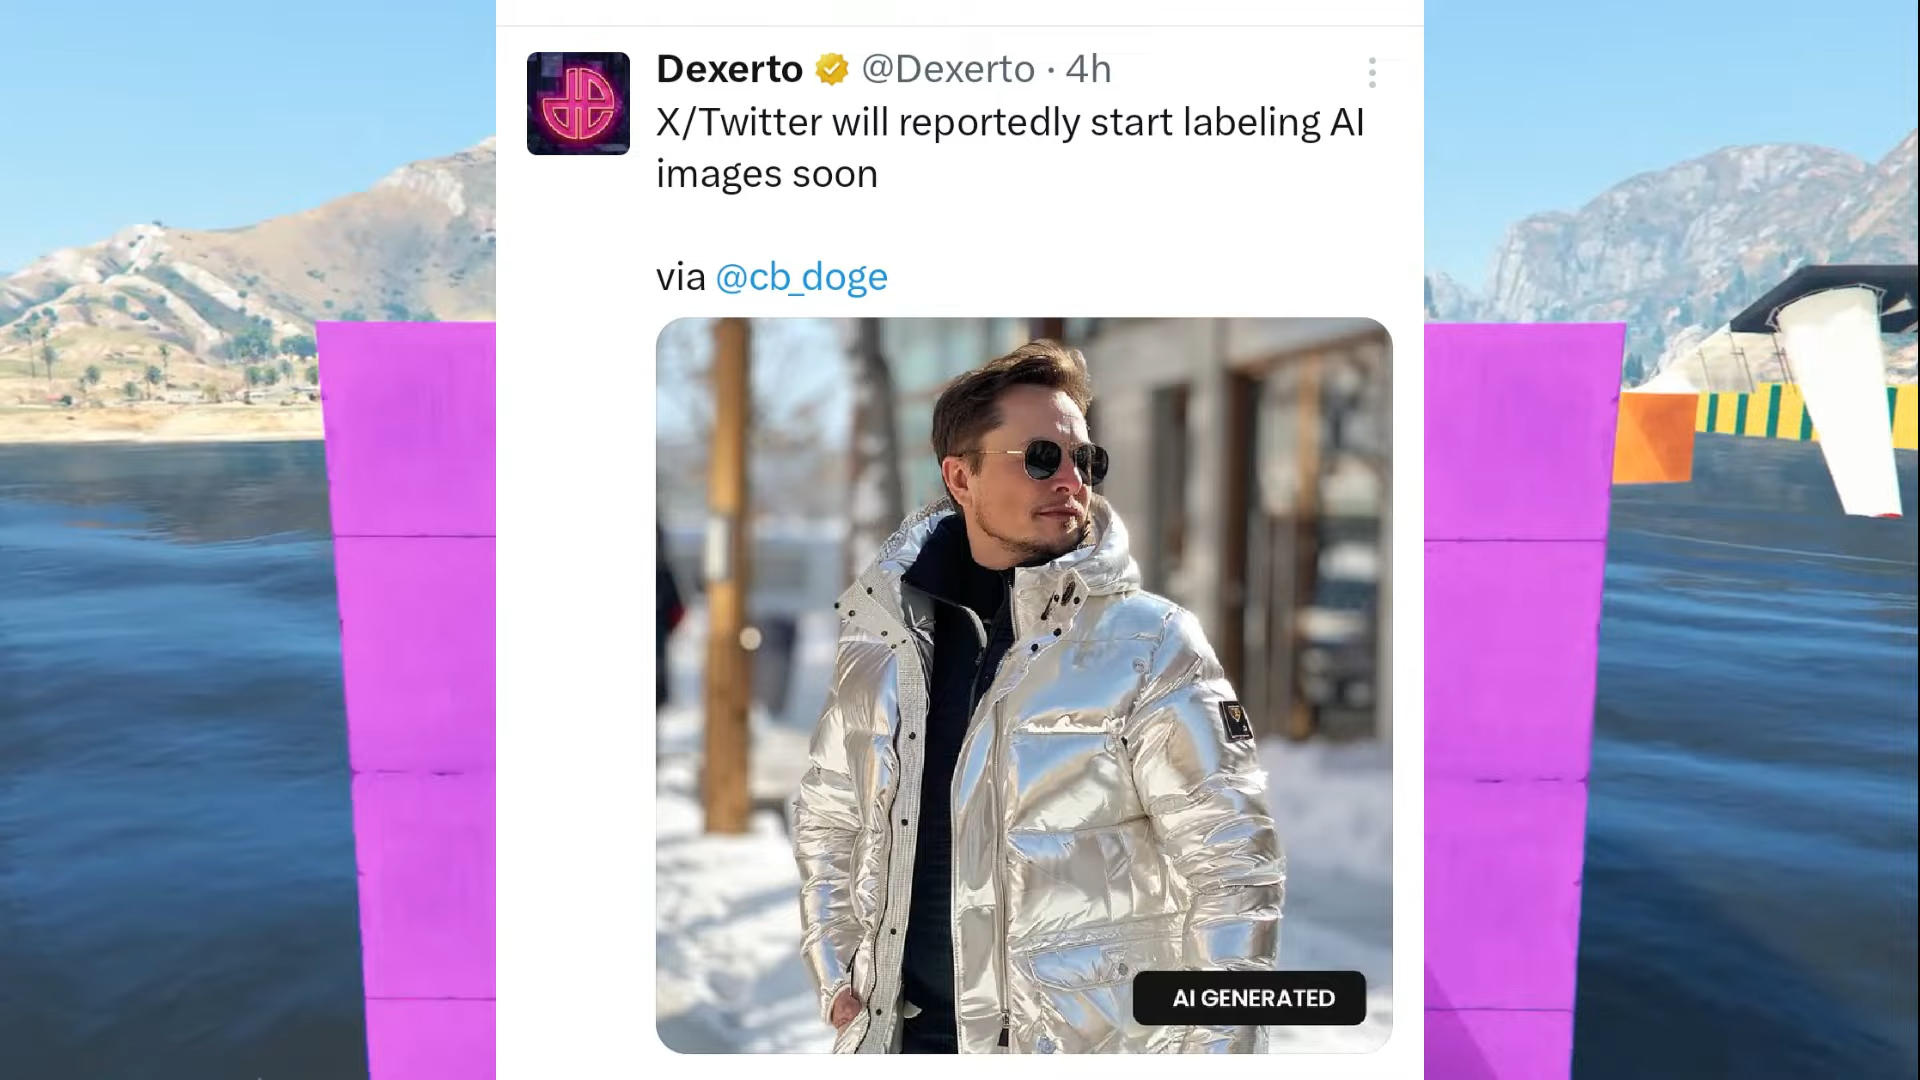 Dexerto @Dexerto · 4h
X/Twitter will reportedly start labeling AI
images soon
via @cb_doge
AI GENERATED